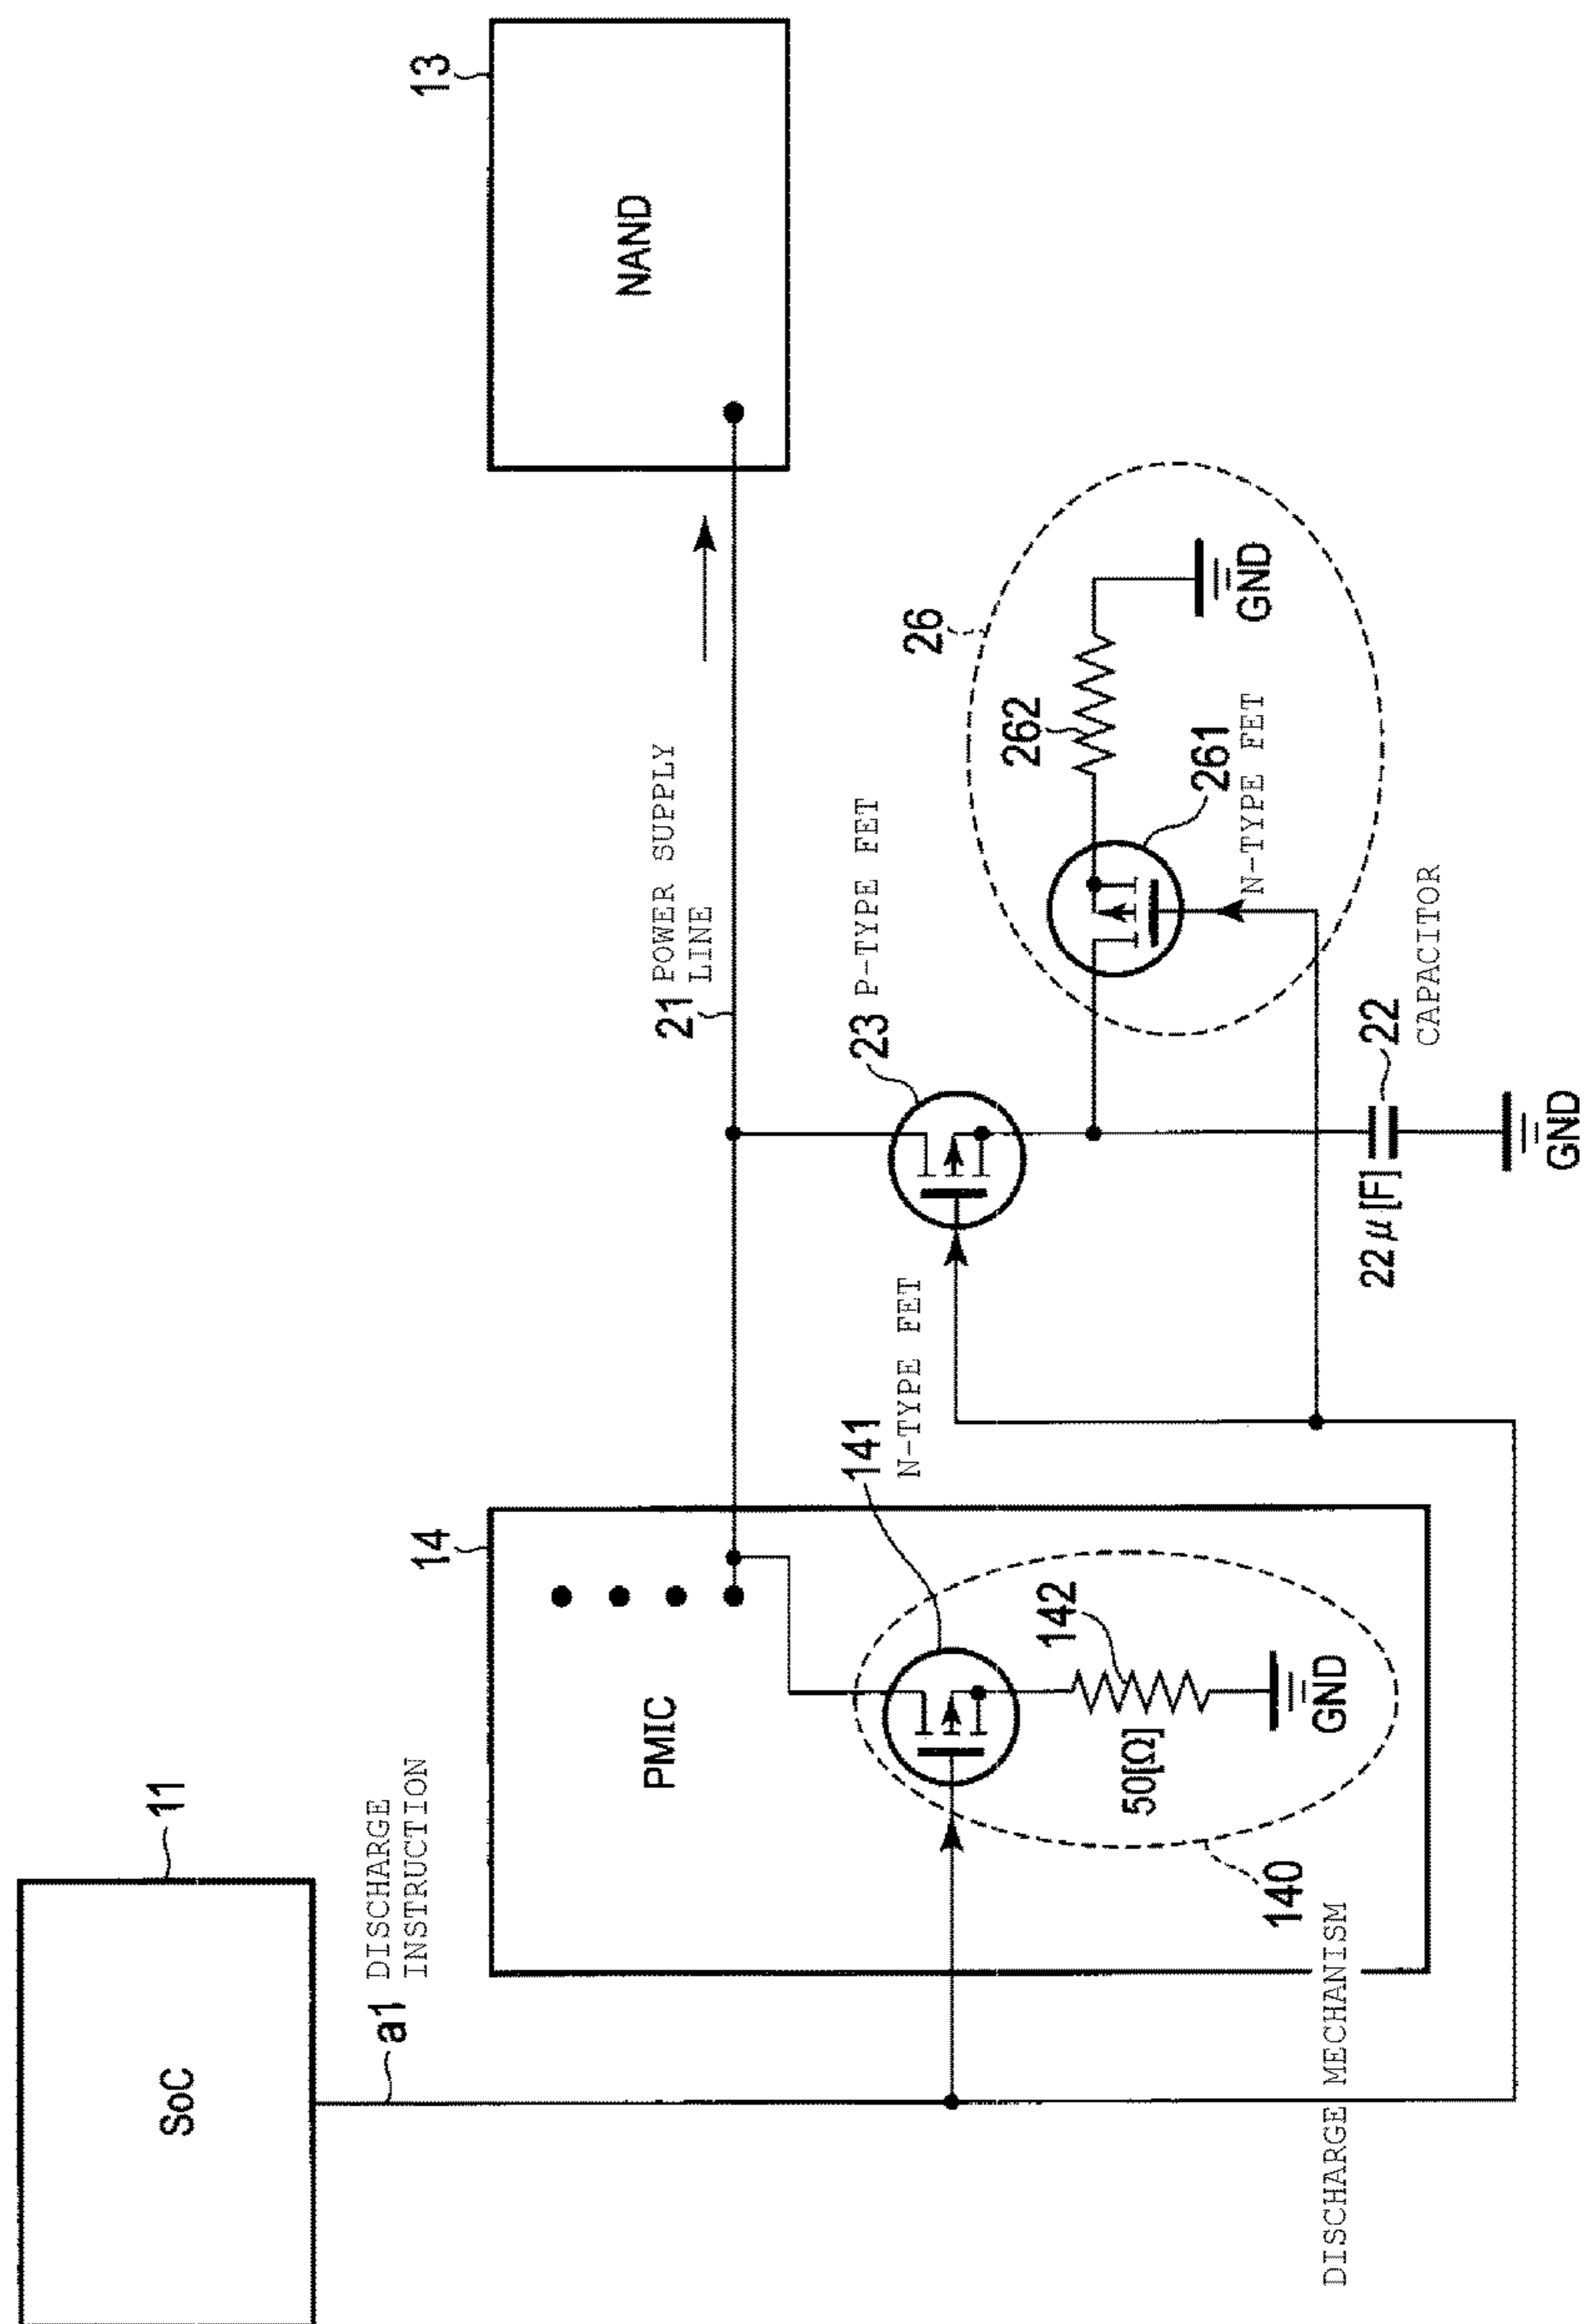 SoC
11
a1 DISCHARGE
INSTRUCTION
14
PMIC
141
N-TYPE FET
142
50[Ω]
GND
140
DISCHARGE MECHANISM
21 POWER SUPPLY
LINE
13
NAND
23 P-TYPE FET
26
262
GND
261
N-TYPE FET
22μ[F]
22
CAPACITOR
GND